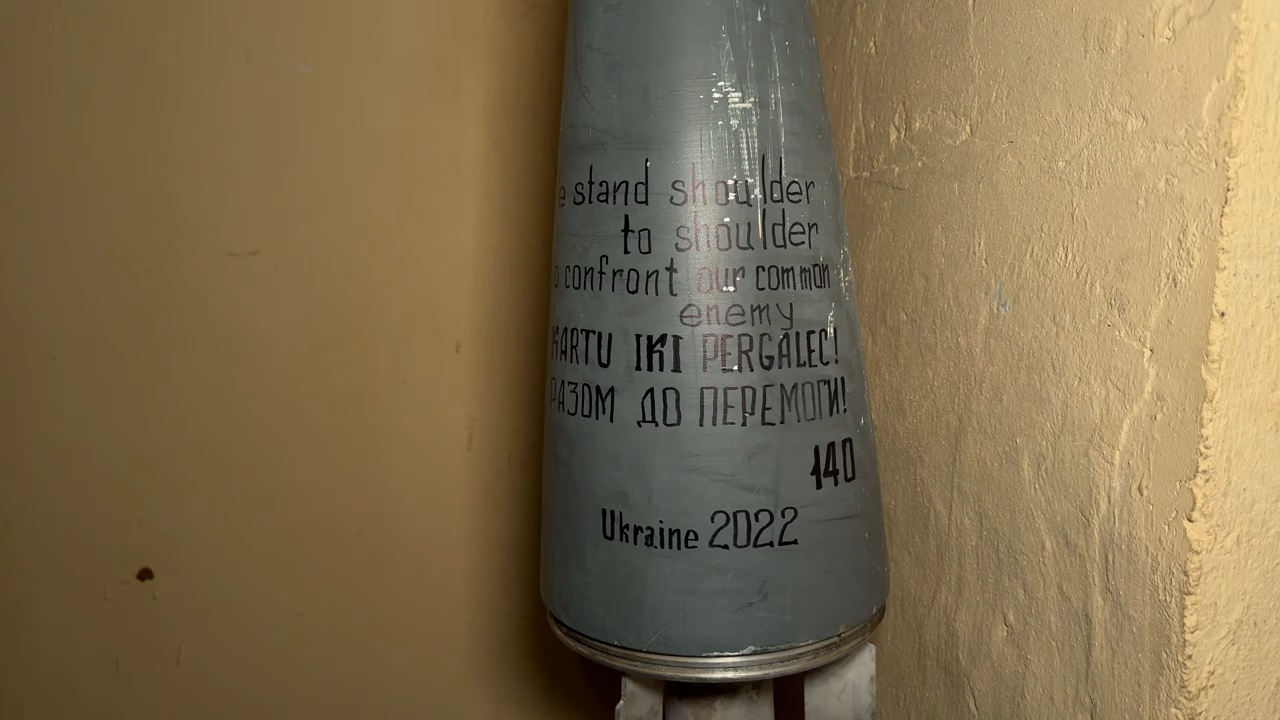 e stand shoulder
to shoulder
o confront our common
enemy
KARTU IKI PERGALEC!
РАЗОМ ДО ПЕРЕМОГИ!
140
Ukraine 2022